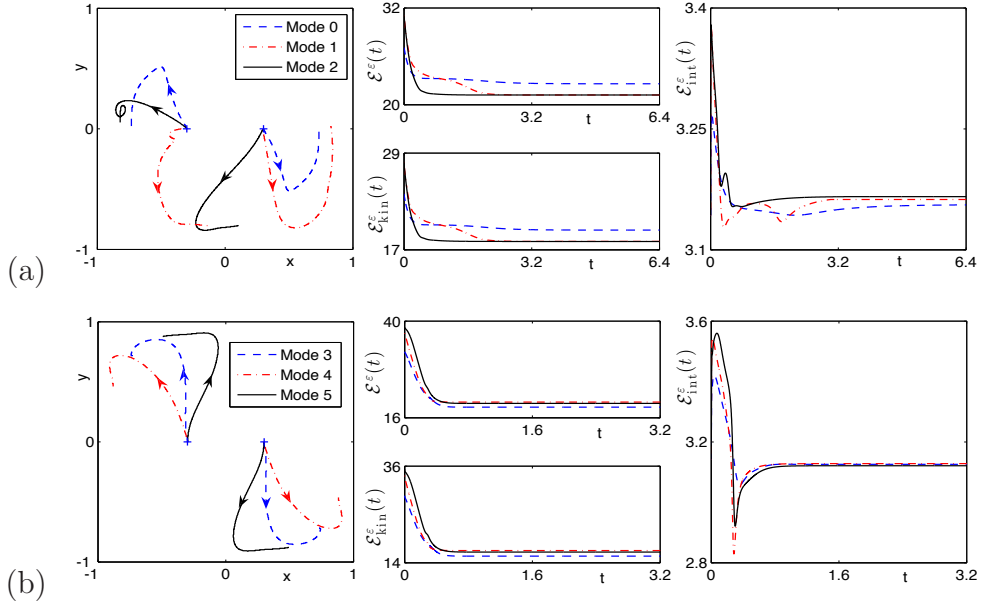 1
y
0
-1
-1
0
x
1
Mode 0
Mode 1
Mode 2
32
ℰ^ε(t)
20
0
3.2
t
6.4
29
ℰ^ε_kin(t)
17
0
3.2
t
6.4
3.4
ℰ^ε_int(t)
3.25
3.1
0
3.2
t
6.4
(a)
1
y
0
-1
-1
0
x
1
Mode 3
Mode 4
Mode 5
40
ℰ^ε(t)
16
0
1.6
t
3.2
36
ℰ^ε_kin(t)
14
0
1.6
t
3.2
3.6
ℰ^ε_int(t)
3.2
2.8
0
1.6
t
3.2
(b)